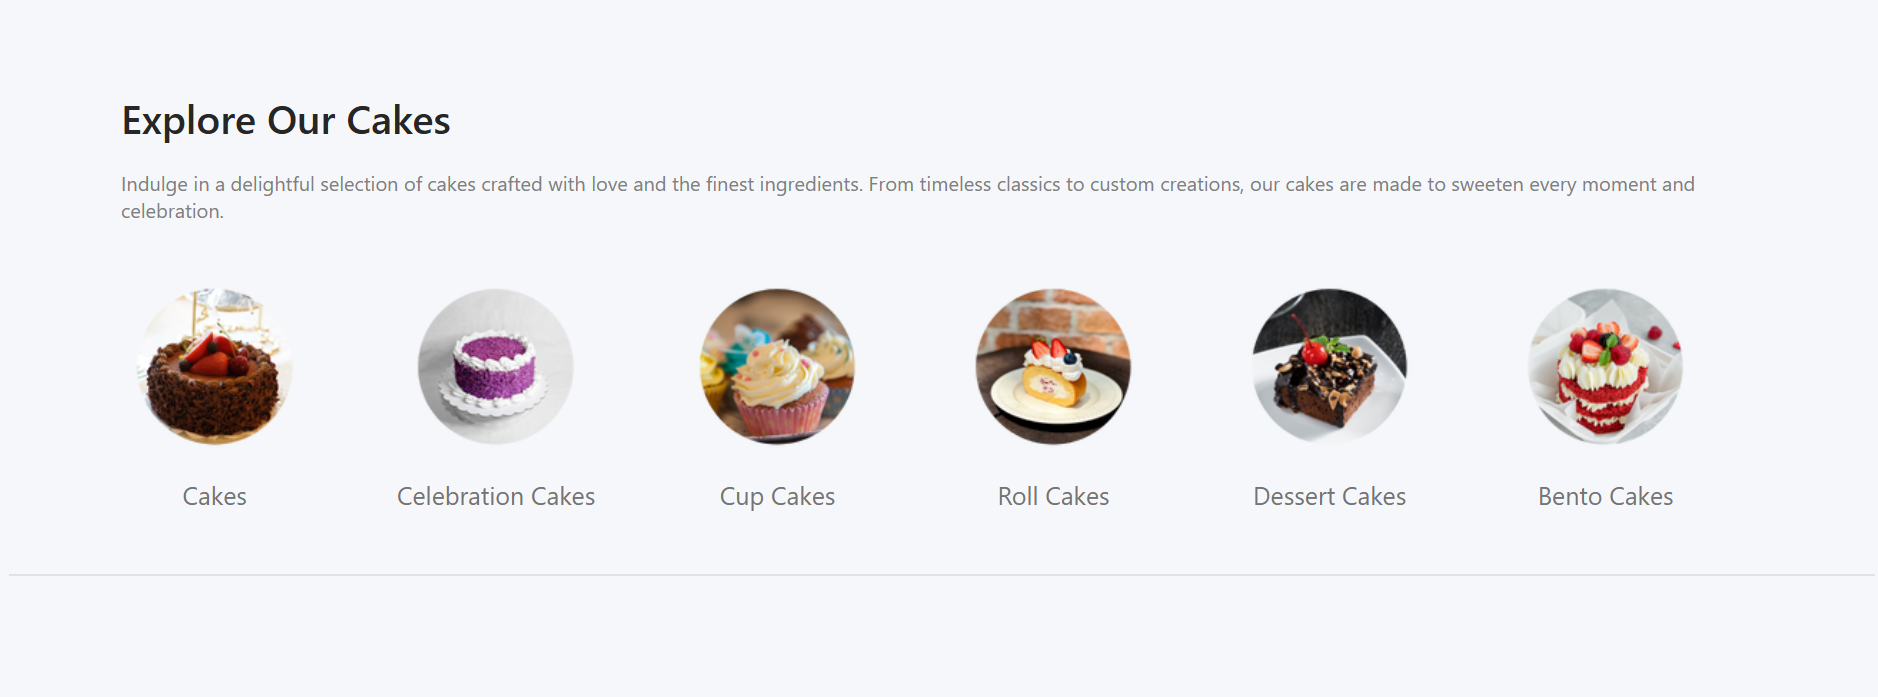 Explore Our Cakes
Indulge in a delightful selection of cakes crafted with love and the finest ingredients. From timeless classics to custom creations, our cakes are made to sweeten every moment and
celebration.
Cakes
Celebration Cakes
Cup Cakes
Roll Cakes
Dessert Cakes
Bento Cakes